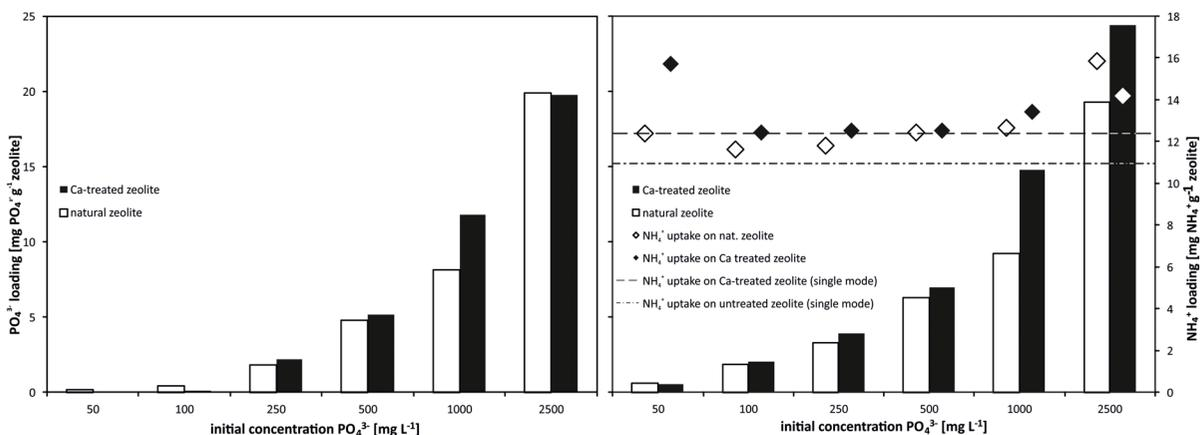 25
20
15
10
5
0
PO₄³⁻ loading [mg PO₄³⁻ g⁻¹ zeolite]
Ca-treated zeolite
natural zeolite
50 100 250 500 1000 2500
initial concentration PO₄³⁻ [mg L⁻¹]
Ca-treated zeolite
natural zeolite
NH₄⁺ uptake on nat. zeolite
NH₄⁺ uptake on Ca treated zeolite
NH₄⁺ uptake on Ca-treated zeolite (single mode)
NH₄⁺ uptake on untreated zeolite (single mode)
50 100 250 500 1000 2500
initial concentration PO₄³⁻ [mg L⁻¹]
18
16
14
12
10
8
6
4
2
0
NH₄⁺ loading [mg NH₄⁺g⁻¹ zeolite]